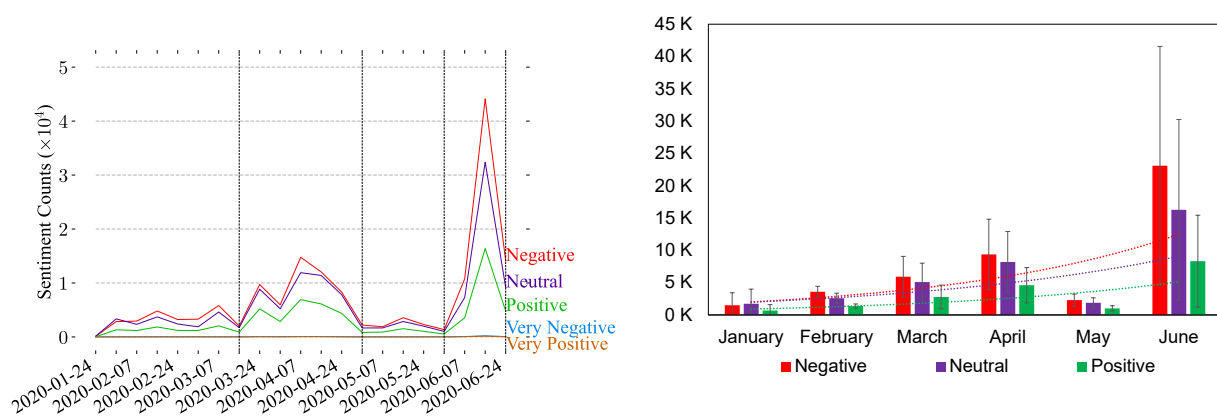 Sentiment Counts (×10⁴)
5
4
3
2
1
0
Negative
Neutral
Positive
Very Negative
Very Positive
2020-01-24
2020-02-07
2020-02-24
2020-03-07
2020-03-24
2020-04-07
2020-04-24
2020-05-07
2020-05-24
2020-06-07
2020-06-24
45 K
40 K
35 K
30 K
25 K
20 K
15 K
10 K
5 K
0 K
January February March April May June
Negative Neutral Positive